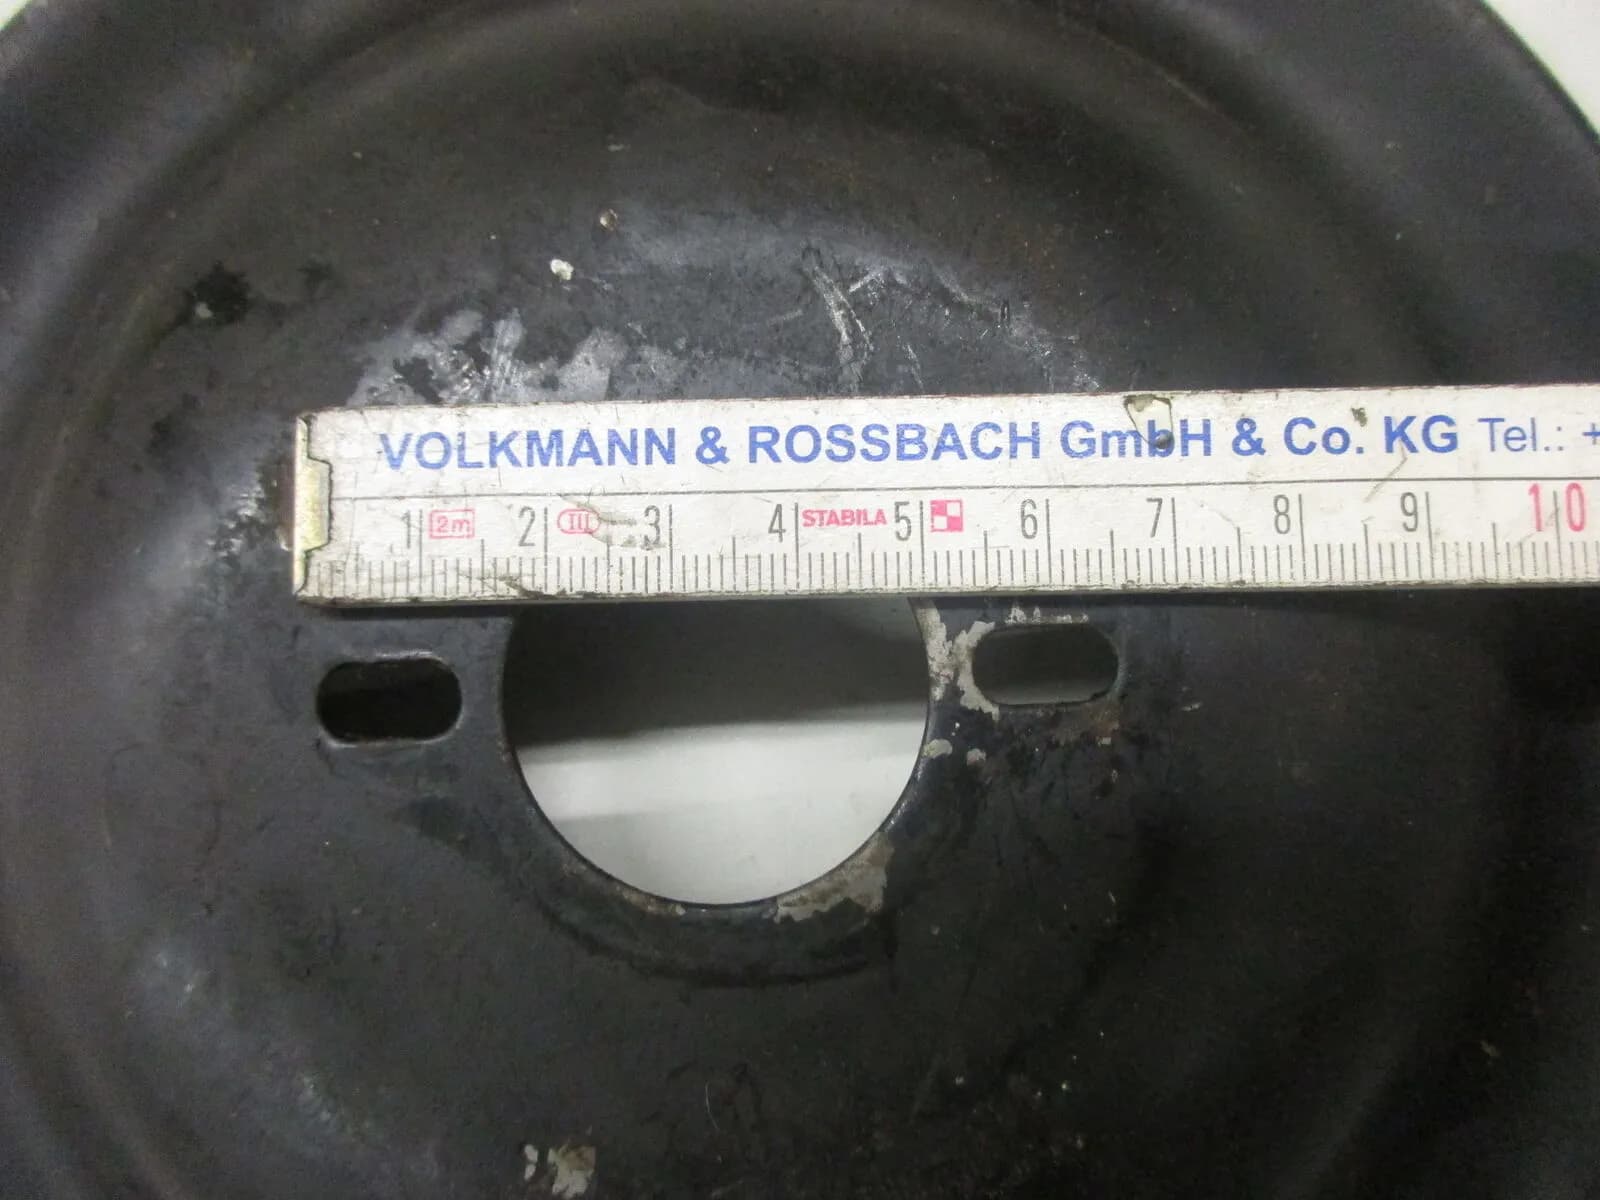 VOLKMANN & ROSSBACH GmbH & Co. KG Tel.: +
1 2m 2 III 3 4 STABILA 5 6 7 8 9 10